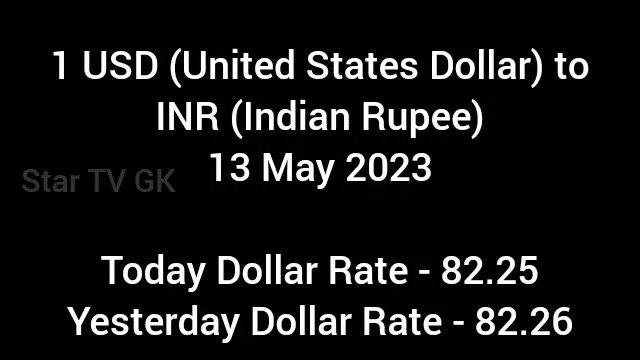 1 USD (United States Dollar) to
INR (Indian Rupee)
13 May 2023
Star TV GK
Today Dollar Rate - 82.25
Yesterday Dollar Rate - 82.26